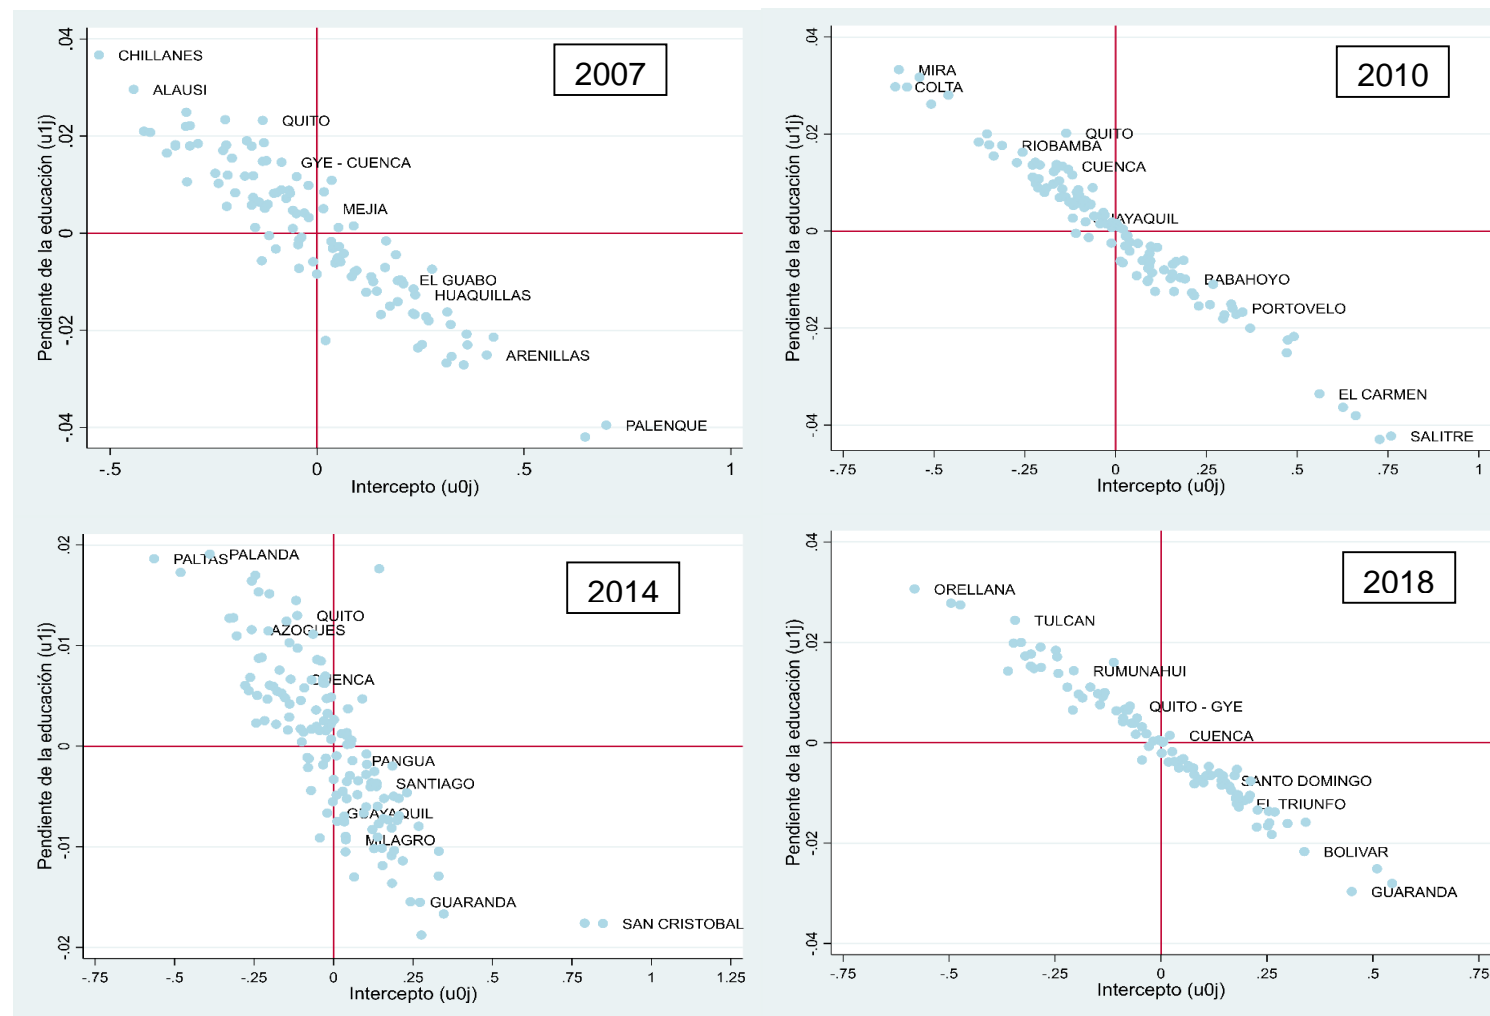 2007
.04
.02
0
-.02
-.04
Pendiente de la educación (u1j)
CHILLANES
ALAUSI
QUITO
GYE - CUENCA
MEJIA
EL GUABO
HUAQUILLAS
ARENILLAS
PALENQUE
-.5
0
.5
1
Intercepto (u0j)
2010
.04
.02
0
-.02
-.04
Pendiente de la educación (u1j)
MIRA
COLTA
QUITO
RIOBAMBA
CUENCA
GUAYAQUIL
BABAHOYO
PORTOVELO
EL CARMEN
SALITRE
-.75
-.5
-.25
0
.25
.5
.75
1
Intercepto (u0j)
2014
.02
.01
0
-.01
-.02
Pendiente de la educación (u1j)
PALTAS
PALANDA
QUITO
AZOGUES
CUENCA
PANGUA
SANTIAGO
GUAYAQUIL
MILAGRO
GUARANDA
SAN CRISTOBAL
-.75
-.5
-.25
0
.25
.5
.75
1
1.25
Intercepto (u0j)
2018
.04
.02
0
-.02
-.04
Pendiente de la educación (u1j)
ORELLANA
TULCAN
RUMUNAHUI
QUITO - GYE
CUENCA
SANTO DOMINGO
EL TRIUNFO
BOLIVAR
GUARANDA
-.75
-.5
-.25
0
.25
.5
.75
Intercepto (u0j)